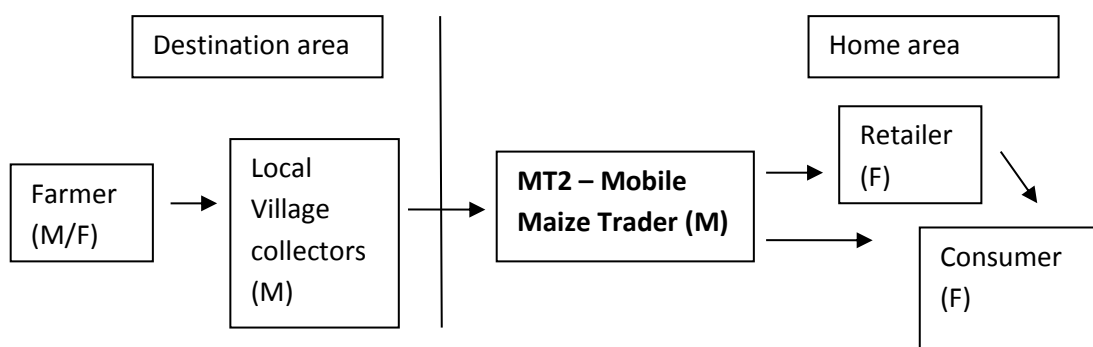 Destination area
Home area
Farmer
(M/F)
Local
Village
collectors
(M)
MT2 – Mobile
Maize Trader (M)
Retailer
(F)
Consumer
(F)